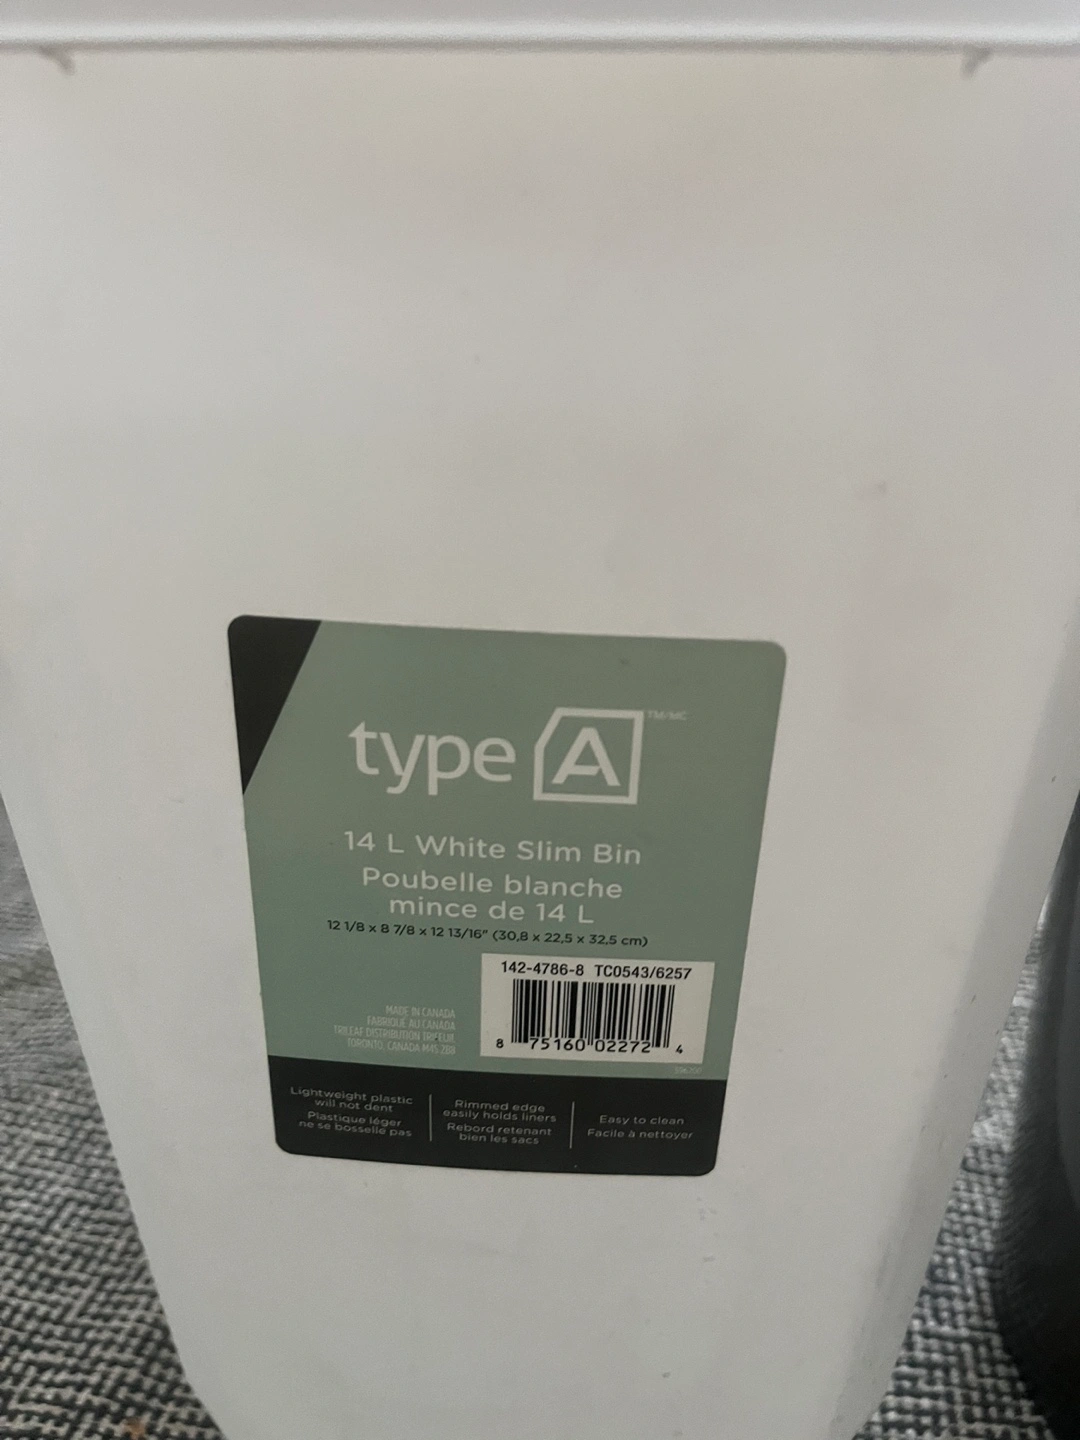 type A TM/MC
14 L White Slim Bin
Poubelle blanche
mince de 14 L
12 1/8 x 8 7/8 x 12 13/16" (30,8 x 22,5 x 32,5 cm)
142-4786-8 TC0543/6257
8 75160 02272 4
MADE IN CANADA
FABRIQUÉ AU CANADA
TRILEAF DISTRIBUTION TRIFEUIL
TORONTO, CANADA M4S 2B8
Lightweight plastic
will not dent
Plastique léger
ne se bosselle pas
Rimmed edge
easily holds liners
Rebord retenant
bien les sacs
Easy to clean
Facile à nettoyer